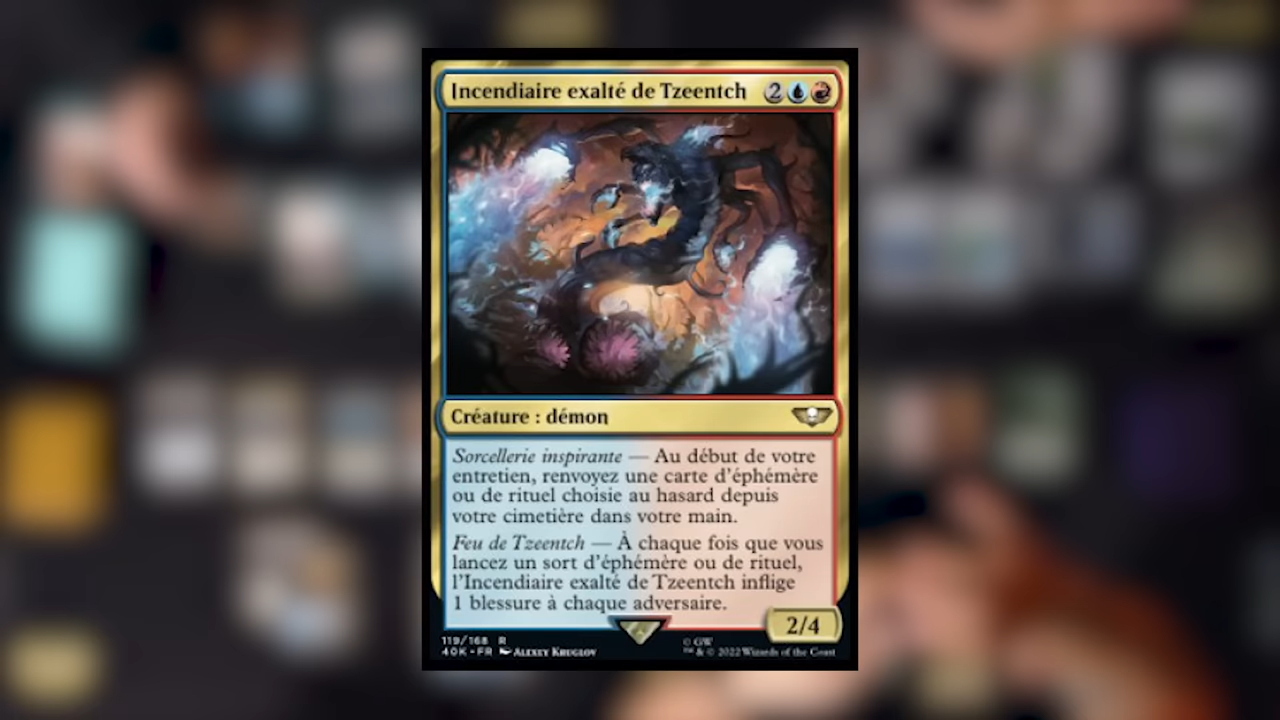 Incendiaire exalté de Tzeentch 2
Créature : démon
Sorcellerie inspirante — Au début de votre
entretien, renvoyez une carte d'éphémère
ou de rituel choisie au hasard depuis
votre cimetière dans votre main.
Feu de Tzeentch — À chaque fois que vous
lancez un sort d'éphémère ou de rituel,
l'Incendiaire exalté de Tzeentch inflige
1 blessure à chaque adversaire.
2/4
119/168 R
40K • FR Alexey Kruglov
© GW
™ & © 2022 Wizards of the Coast